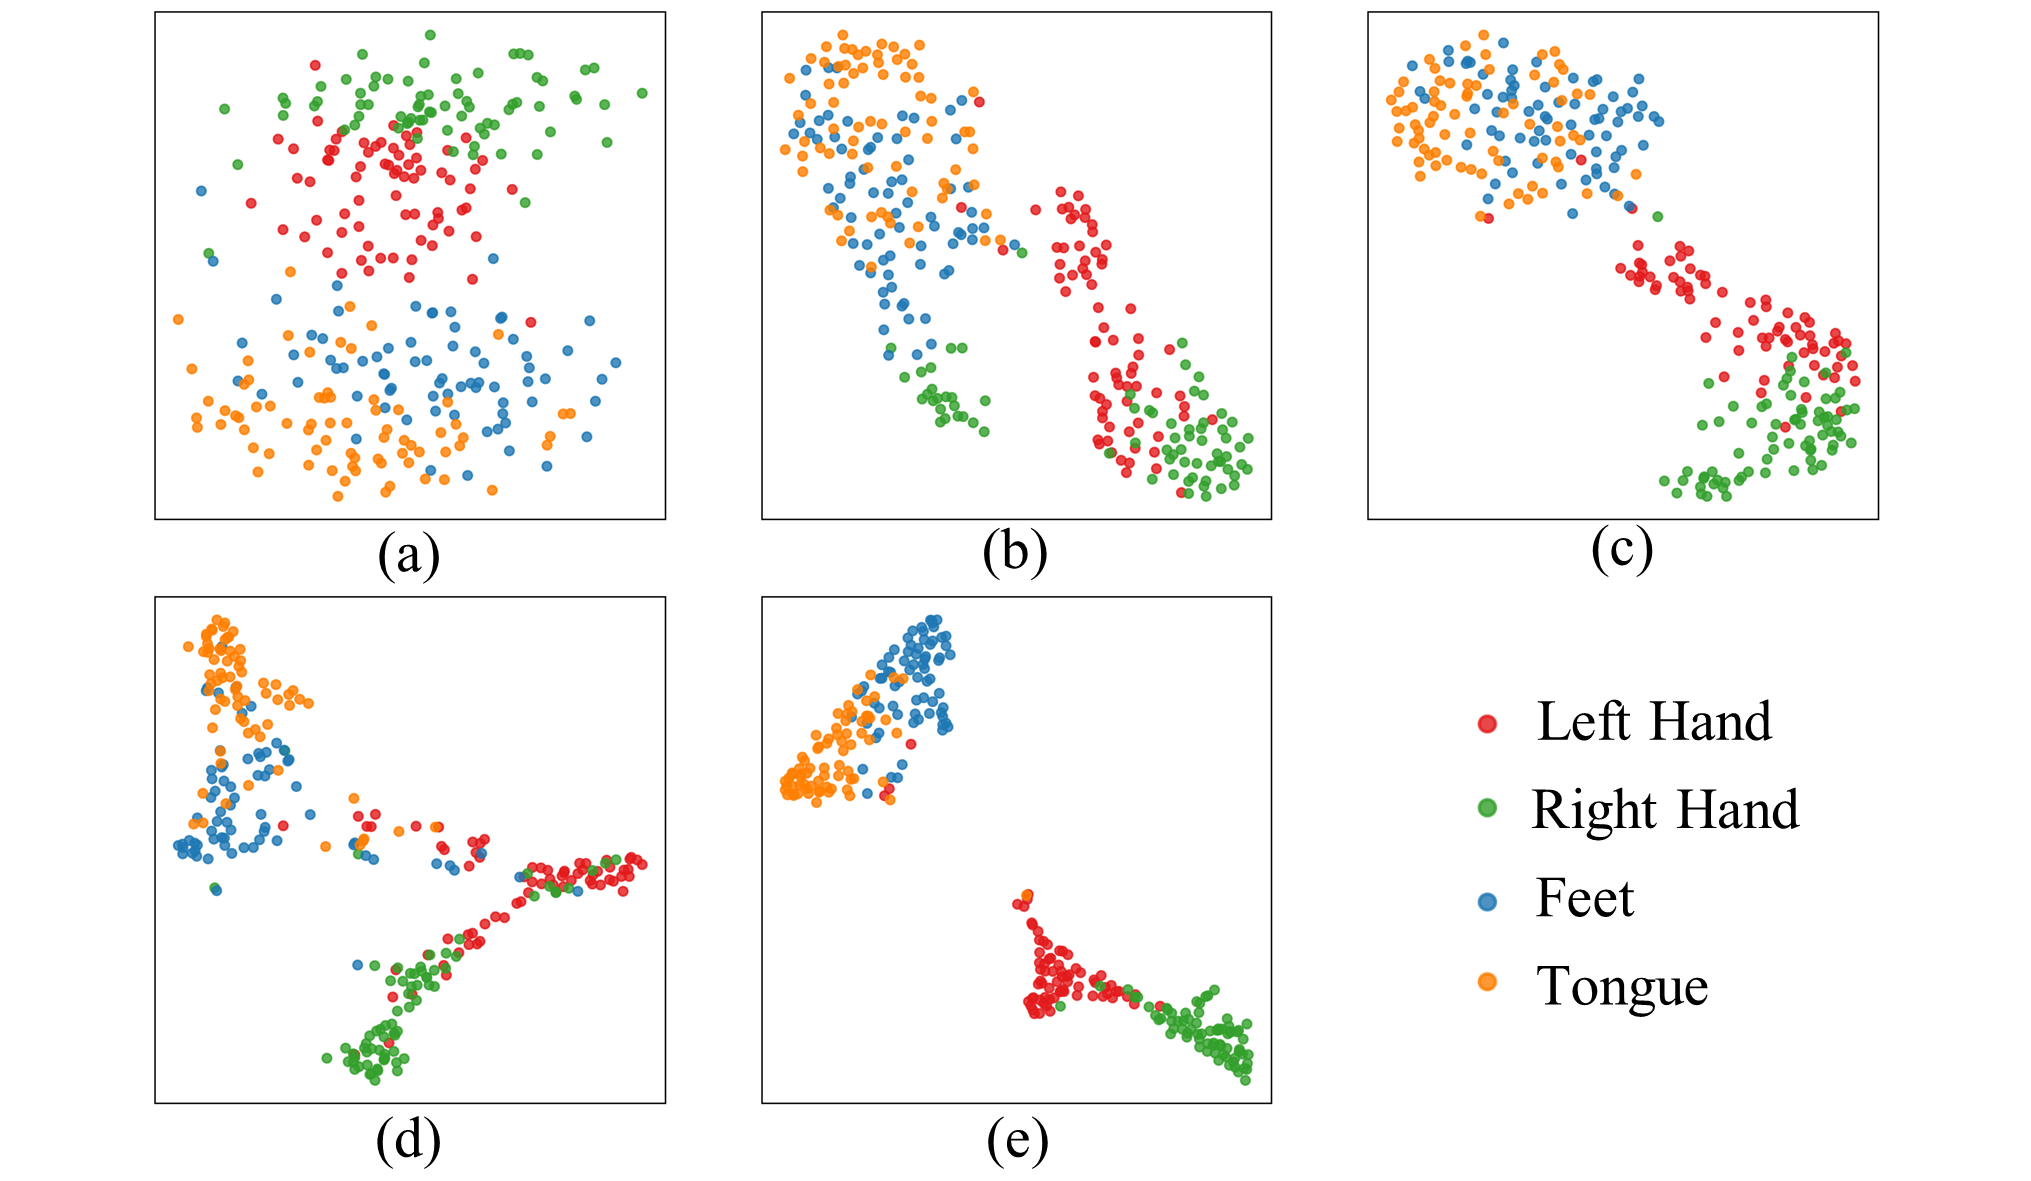 (a)
(b)
(c)
(d)
(e)
Left Hand
Right Hand
Feet
Tongue